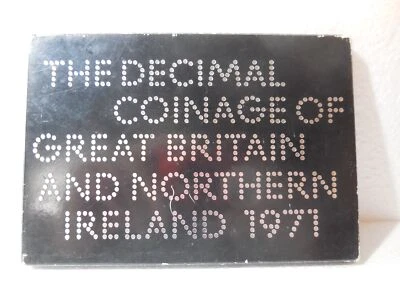 THE DECIMAL
COINAGE OF
GREAT BRITAIN
AND NORTHERN
IRELAND 1971